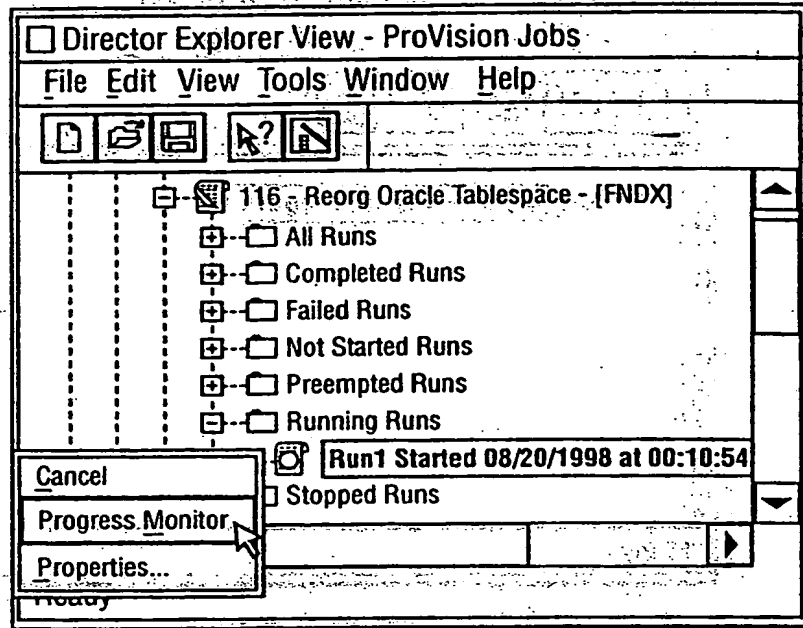 Director Explorer View - ProVision Jobs
File Edit View Tools Window Help
?
116 - Reorg Oracle Tablespace - [FNDX]
All Runs
Completed Runs
Failed Runs
Not Started Runs
Preempted Runs
Running Runs
Run1 Started 08/20/1998 at 00:10:54
Stopped Runs
Cancel
Progress Monitor
Properties...
Ready